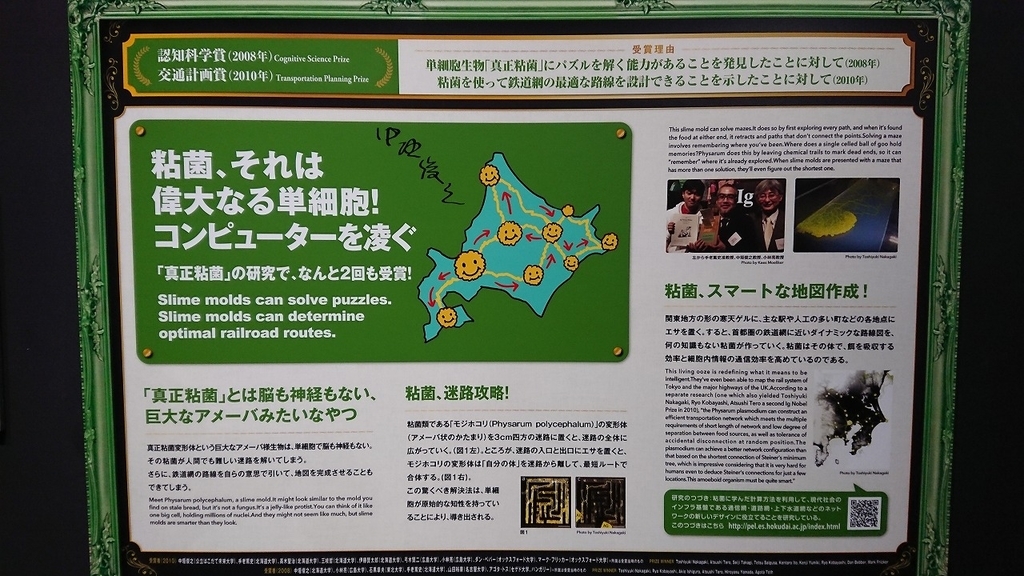 認知科学賞(2008年) Cognitive Science Prize
交通計画賞(2010年) Transportation Planning Prize
受賞理由
単細胞生物「真正粘菌」にパズルを解く能力があることを発見したことに対して(2008年)
粘菌を使って鉄道網の最適な路線を設計できることを示したことに対して(2010年)
粘菌、それは
偉大なる単細胞!
コンピューターを凌ぐ
「真正粘菌」の研究で、なんと2回も受賞!
Slime molds can solve puzzles.
Slime molds can determine
optimal railroad routes.
「真正粘菌」とは脳も神経もない、
巨大なアメーバみたいなやつ
真正粘菌変形体という巨大なアメーバ様生物は、単細胞で脳も神経もない。
その粘菌が人間でも難しい迷路を解いてしまう。
さらに、鉄道網の路線を自らの意思で引いて、地図を完成させることも
できてしまう。
Meet Physarum polycephalum, a slime mold.It might look similar to the mold you
find on stale bread, but it's not a fungus.It's a jelly-like protist.You can think of it like
one big cell, holding millions of nuclei.And they might not seem like much, but slime
molds are smarter than they look.
粘菌、迷路攻略!
粘菌類である「モジホコリ(Physarum polycephalum)」の変形体
(アメーバ状のかたまり)を3cm四方の迷路に置くと、迷路の全体に
広がっていく。(図1左)。ところが、迷路の入口と出口にエサを置くと、
モジホコリの変形体は「自分の体」を迷路から離して、最短ルートで
合体する。(図1右)。
この驚くべき解決法は、単細
胞が原始的な知性を持ってい
ることにより、導き出される。
図1
Photo by Toshiyuki Nakagaki
This slime mold can solve mazes.It does so by first exploring every path, and when it's found
the food at either end, it retracts and paths that don't connect the points.Solving a maze
involves remembering where you've been.Where does a single celled ball of goo hold
memories?Physarum does this by leaving chemical trails to mark dead ends, so it can
"remember" where it's already explored.When slime molds are presented with a maze that
has more than one solution, they'll even figure out the shortest one.
Ig
Photo by Kees Moeliker
Photo by Toshiyuki Nakagaki
粘菌、スマートな地図作成!
関東地方の形の寒天ゲルに、主な駅や人工の多い町などの各地点に
エサを置く。すると、首都圏の鉄道網に近いダイナミックな路線図を、
何の知識もない粘菌が作っていく。粘菌はその体で、餌を吸収する
効率と細胞内情報の通信効率を高めているのである。
This living ooze is redefining what it means to be
intelligent.They've even been able to map the rail system of
Tokyo and the major highways of the UK.According to a
separate research (one which also yielded Toshiyuki
Nakagaki, Ryo Kobayashi, Atsushi Tero a second Ig Nobel
Prize in 2010), "the Physarum plasmodium can construct an
efficient transportation network which meets the multiple
requirements of short length of network and low degree of
separation between food sources, as well as tolerance of
accidental disconnection at random position.The
plasmodium can achieve a better network configuration than
that based on the shortest connection of Steiner's minimum
tree, which is impressive considering that it is very hard for
humans even to deduce Steiner's connections for just a few
locations.This amoeboid organism must be quite smart."
Photo by Toshiyuki Nakagaki
研究のつづき:粘菌に学んだ計算方法を利用して、現代社会の
インフラ基盤である通信網・道路網・上下水道網などのネット
ワークの新しいデザインに役立てることを研究している。
このつづきはこちら http://pel.es.hokudai.ac.jp/index.html